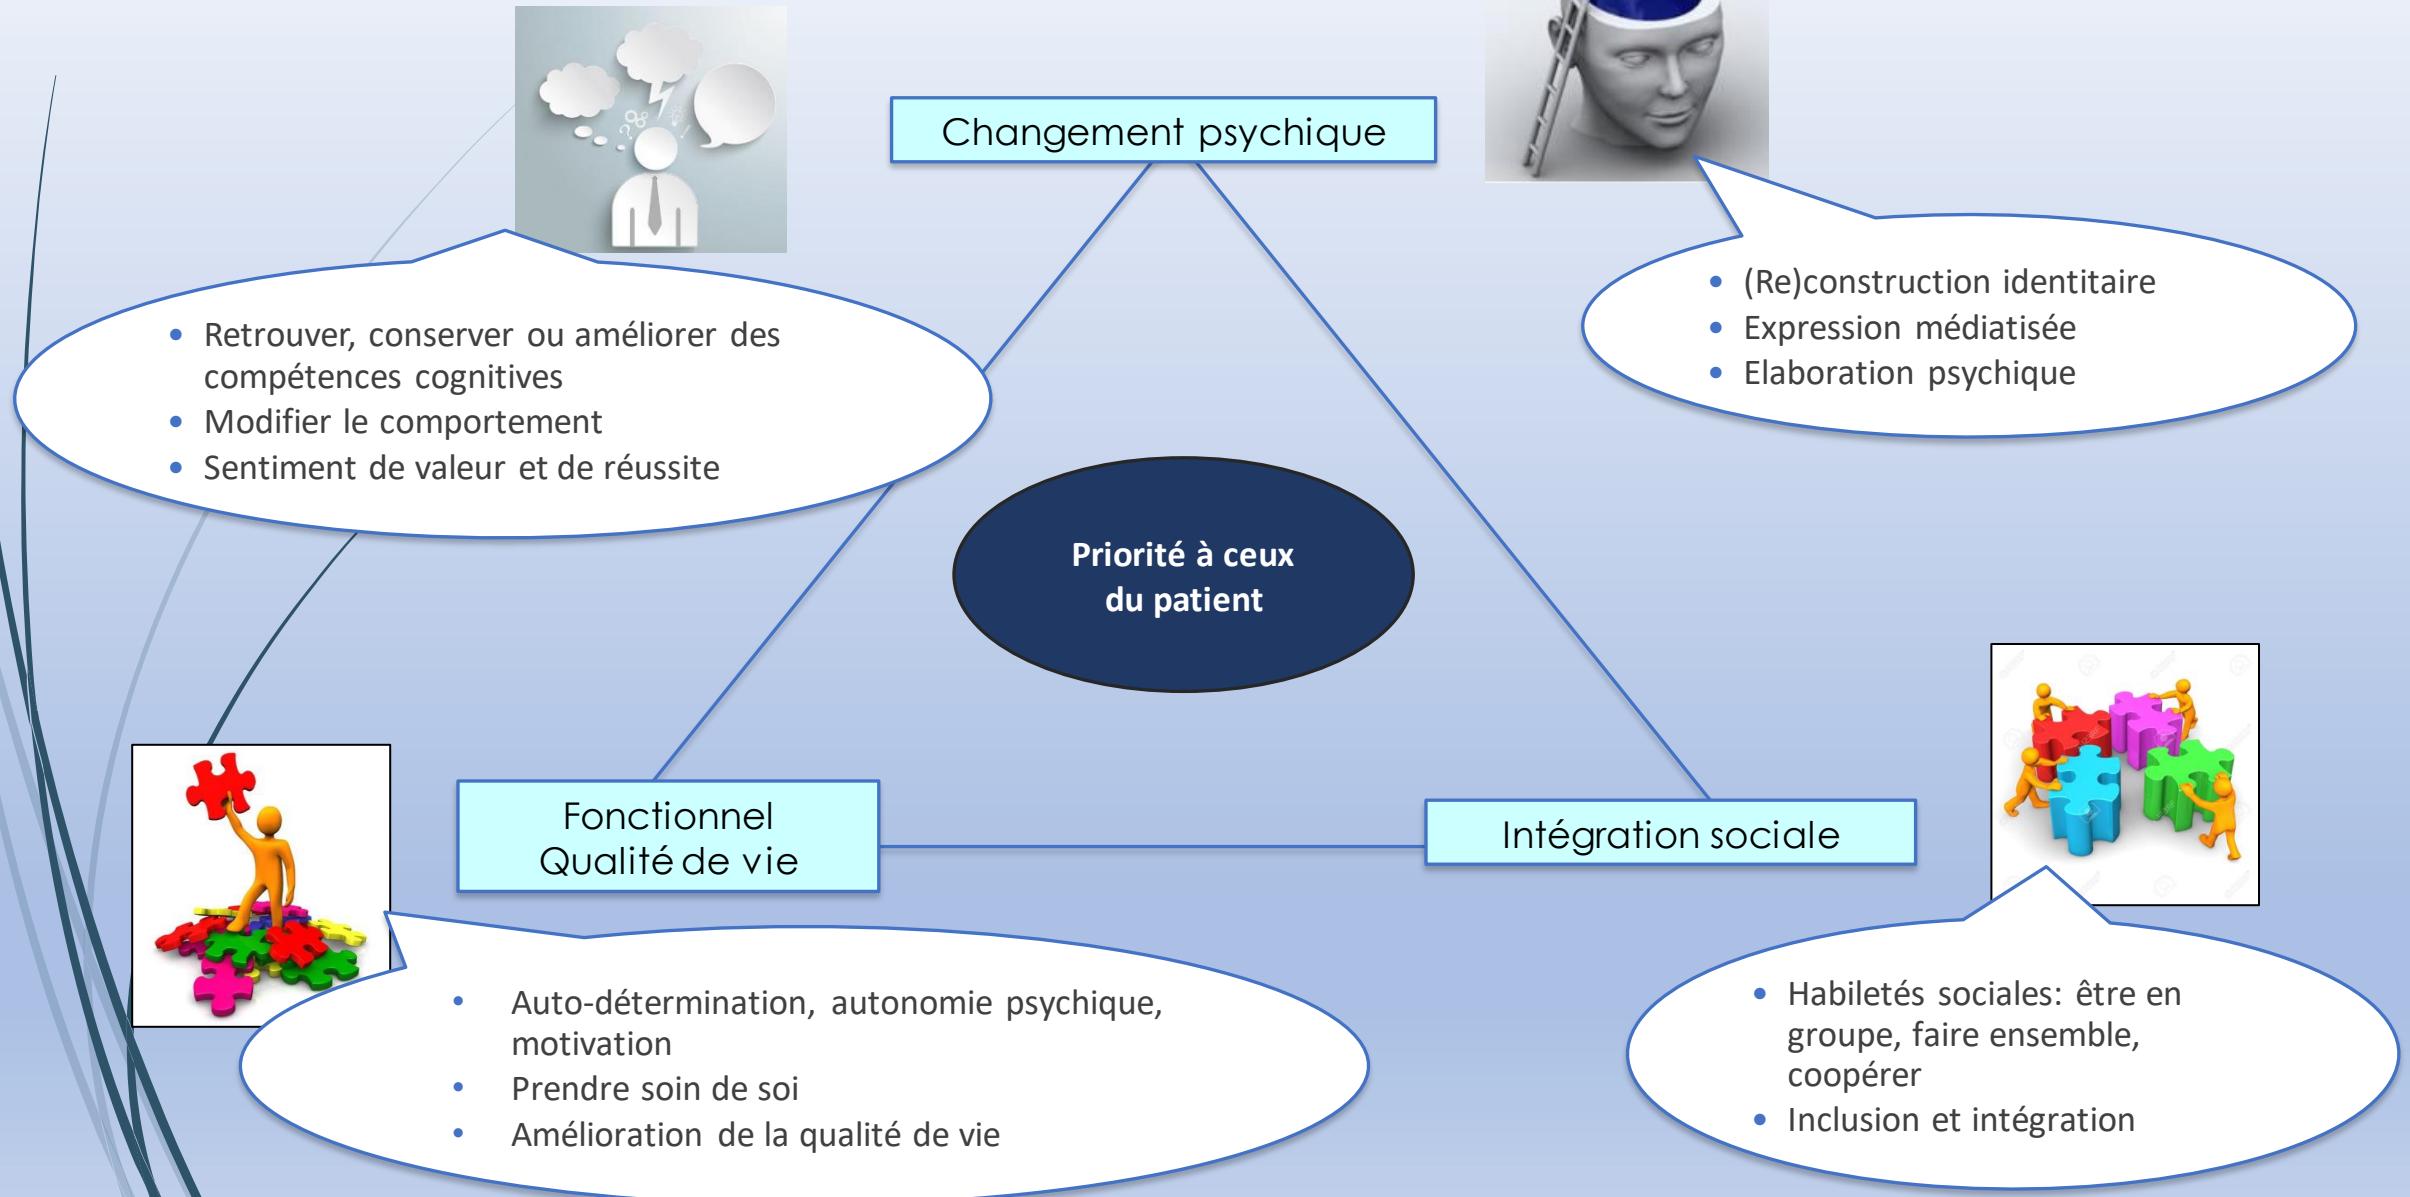 Changement psychique
• Retrouver, conserver ou améliorer des
compétences cognitives
• Modifier le comportement
• Sentiment de valeur et de réussite
• (Re)construction identitaire
• Expression médiatisée
• Elaboration psychique
Priorité à ceux
du patient
Fonctionnel
Qualité de vie
Intégration sociale
• Auto-détermination, autonomie psychique,
motivation
• Prendre soin de soi
• Amélioration de la qualité de vie
• Habiletés sociales: être en
groupe, faire ensemble,
coopérer
• Inclusion et intégration